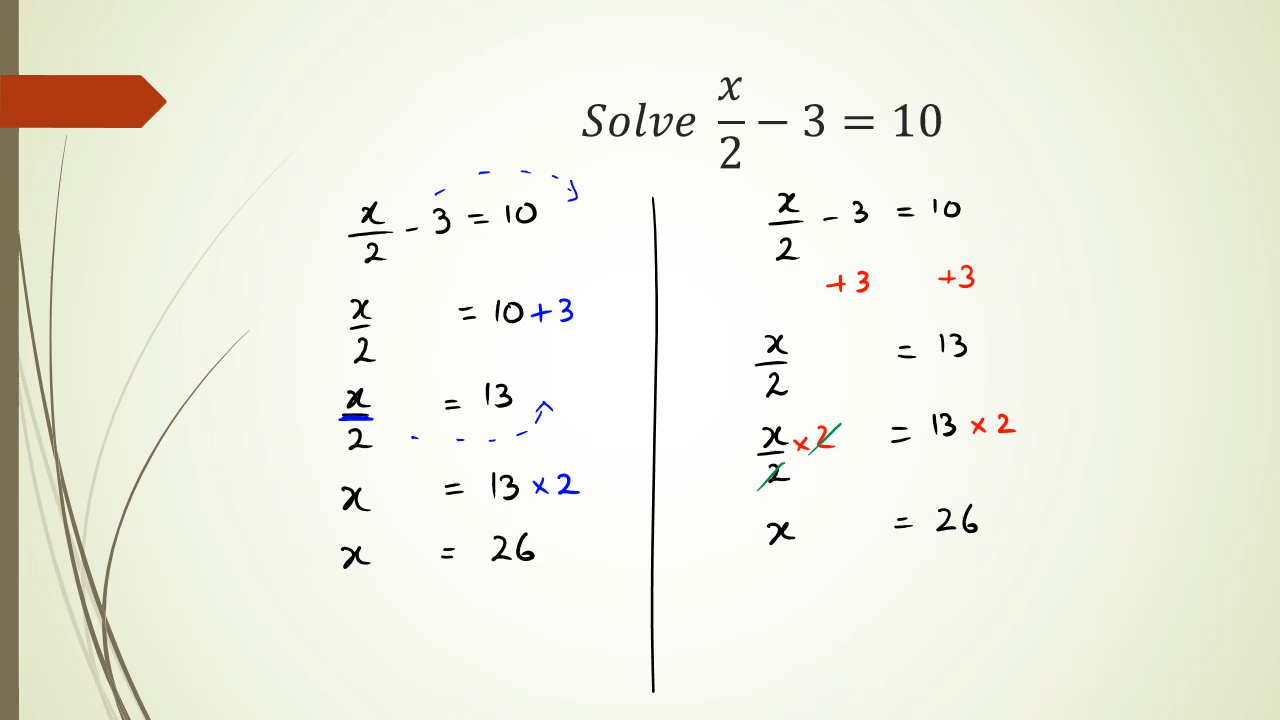 Solve x/2 − 3 = 10
x/2 - 3 = 10
x/2 = 10 + 3
x/2 = 13
x = 13 × 2
x = 26
x/2 - 3 = 10
+3 +3
x/2 = 13
x/2 × 2 = 13 × 2
x = 26